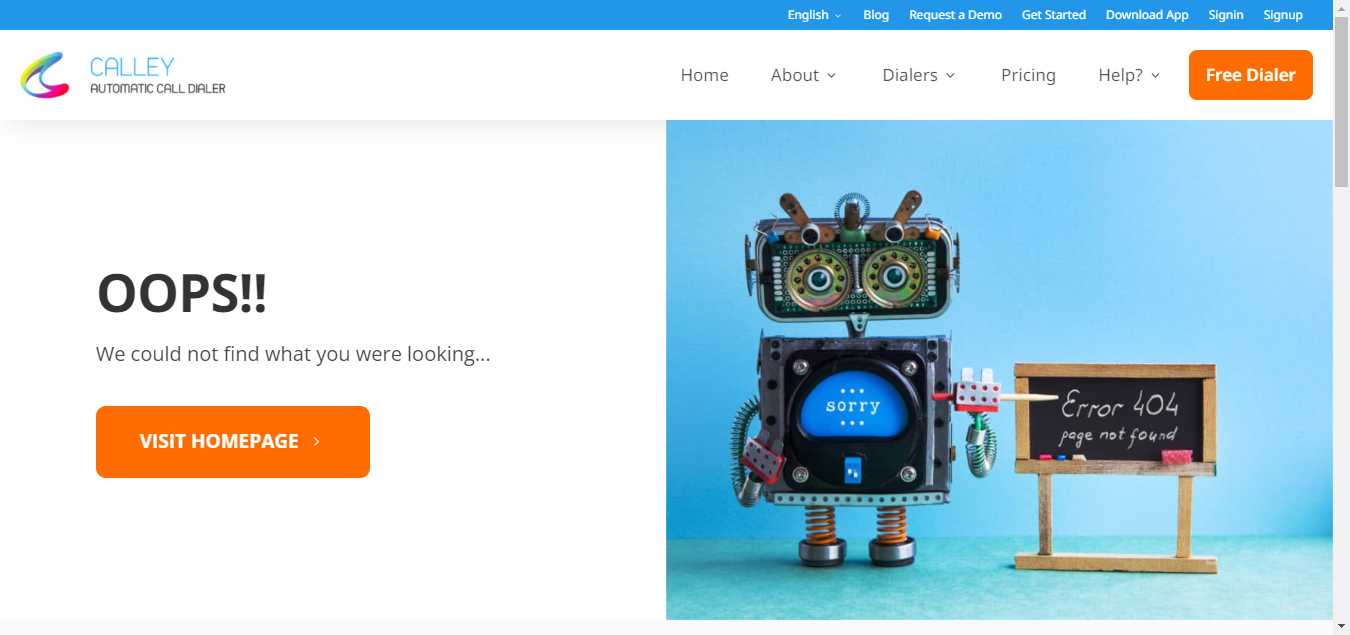 English Blog Request a Demo Get Started Download App Signin Signup
CALLEY
AUTOMATIC CALL DIALER
Home About Dialers Pricing Help? Free Dialer
OOPS!!
We could not find what you were looking...
VISIT HOMEPAGE
sorry
Error 404
page not found